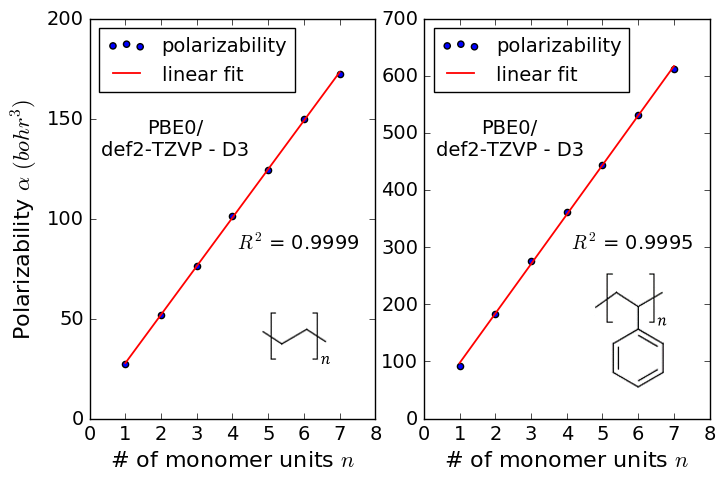 polarizability
linear fit
PBE0/
def2-TZVP - D3
R² = 0.9999
n
Polarizability α (bohr³)
200
150
100
50
0
0 1 2 3 4 5 6 7 8
# of monomer units n
polarizability
linear fit
PBE0/
def2-TZVP - D3
R² = 0.9995
n
700
600
500
400
300
200
100
0
0 1 2 3 4 5 6 7 8
# of monomer units n